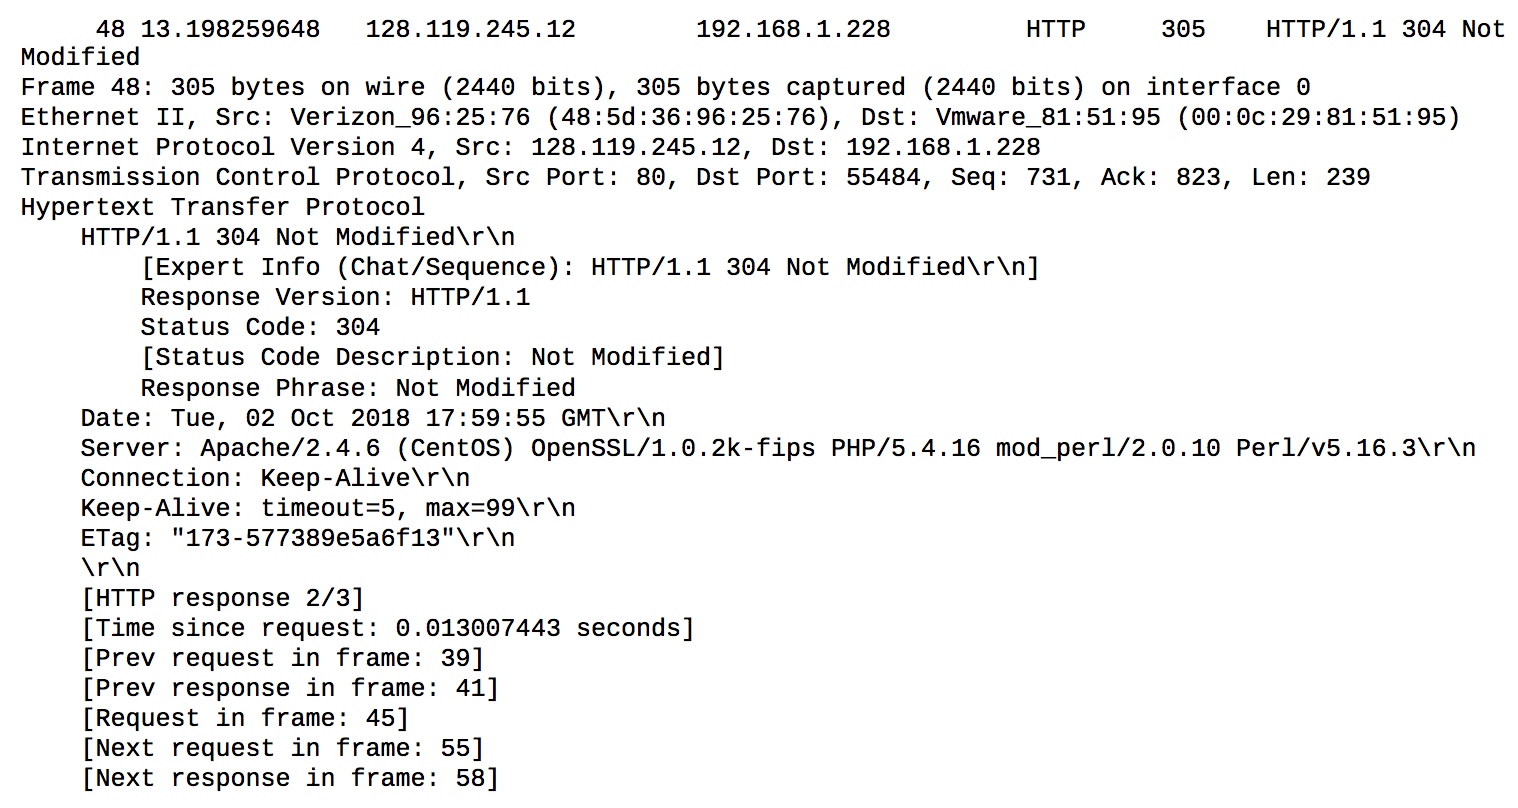 48 13.198259648 128.119.245.12 192.168.1.228 HTTP 305 HTTP/1.1 304 Not
Modified
Frame 48: 305 bytes on wire (2440 bits), 305 bytes captured (2440 bits) on interface 0
Ethernet II, Src: Verizon_96:25:76 (48:5d:36:96:25:76), Dst: Vmware_81:51:95 (00:0c:29:81:51:95)
Internet Protocol Version 4, Src: 128.119.245.12, Dst: 192.168.1.228
Transmission Control Protocol, Src Port: 80, Dst Port: 55484, Seq: 731, Ack: 823, Len: 239
Hypertext Transfer Protocol
HTTP/1.1 304 Not Modified\r\n
[Expert Info (Chat/Sequence): HTTP/1.1 304 Not Modified\r\n]
Response Version: HTTP/1.1
Status Code: 304
[Status Code Description: Not Modified]
Response Phrase: Not Modified
Date: Tue, 02 Oct 2018 17:59:55 GMT\r\n
Server: Apache/2.4.6 (CentOS) OpenSSL/1.0.2k-fips PHP/5.4.16 mod_perl/2.0.10 Perl/v5.16.3\r\n
Connection: Keep-Alive\r\n
Keep-Alive: timeout=5, max=99\r\n
ETag: "173-577389e5a6f13"\r\n
\r\n
[HTTP response 2/3]
[Time since request: 0.013007443 seconds]
[Prev request in frame: 39]
[Prev response in frame: 41]
[Request in frame: 45]
[Next request in frame: 55]
[Next response in frame: 58]